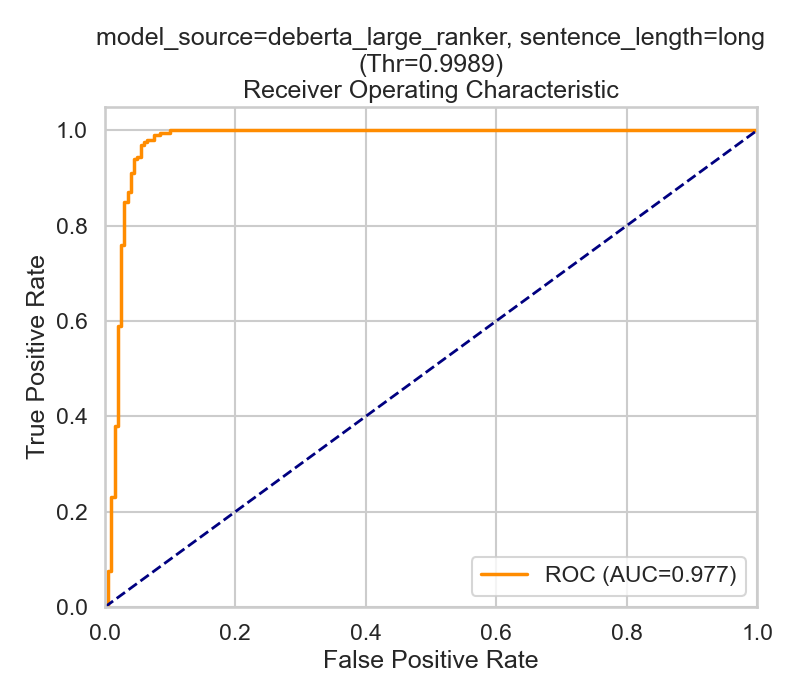 model_source=deberta_large_ranker, sentence_length=long
(Thr=0.9989)
Receiver Operating Characteristic
1.0
0.8
0.6
0.4
0.2
0.0
True Positive Rate
ROC (AUC=0.977)
0.0 0.2 0.4 0.6 0.8 1.0
False Positive Rate